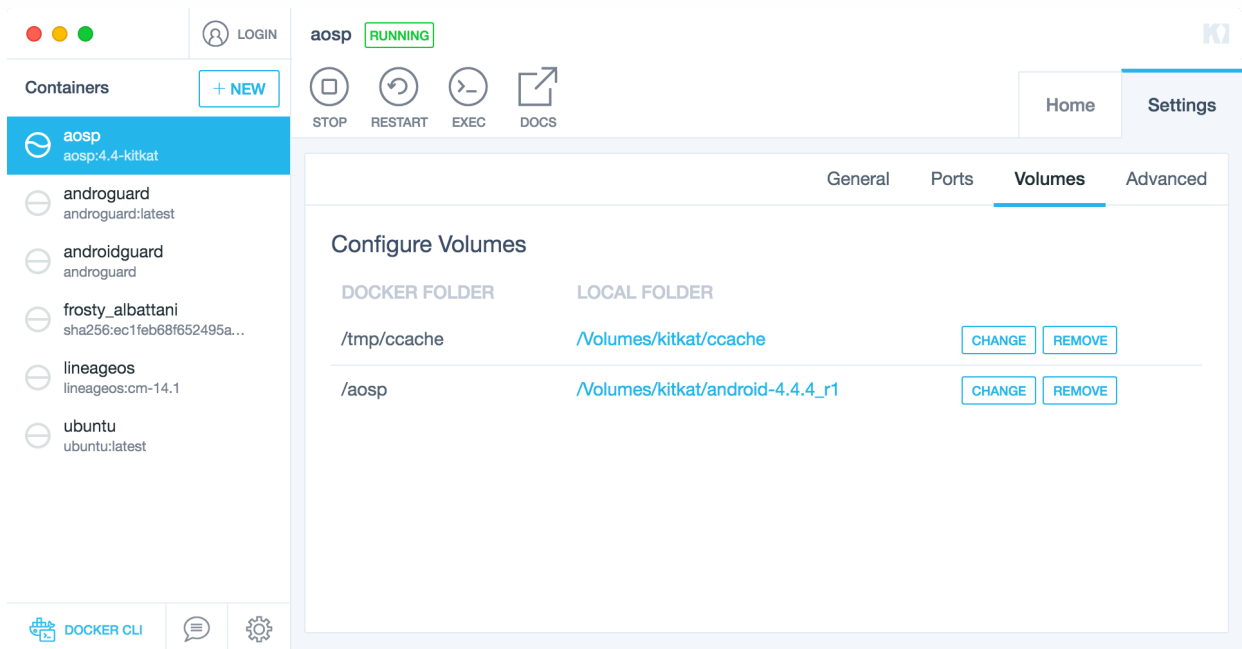 LOGIN
Containers
+ NEW
aosp
aosp:4.4-kitkat
androguard
androguard:latest
androidguard
androguard
frosty_albattani
sha256:ec1feb68f652495a...
lineageos
lineageos:cm-14.1
ubuntu
ubuntu:latest
DOCKER CLI
aosp RUNNING
STOP RESTART EXEC DOCS
Home Settings
General Ports Volumes Advanced
Configure Volumes
DOCKER FOLDER LOCAL FOLDER
/tmp/ccache /Volumes/kitkat/ccache CHANGE REMOVE
/aosp /Volumes/kitkat/android-4.4.4_r1 CHANGE REMOVE